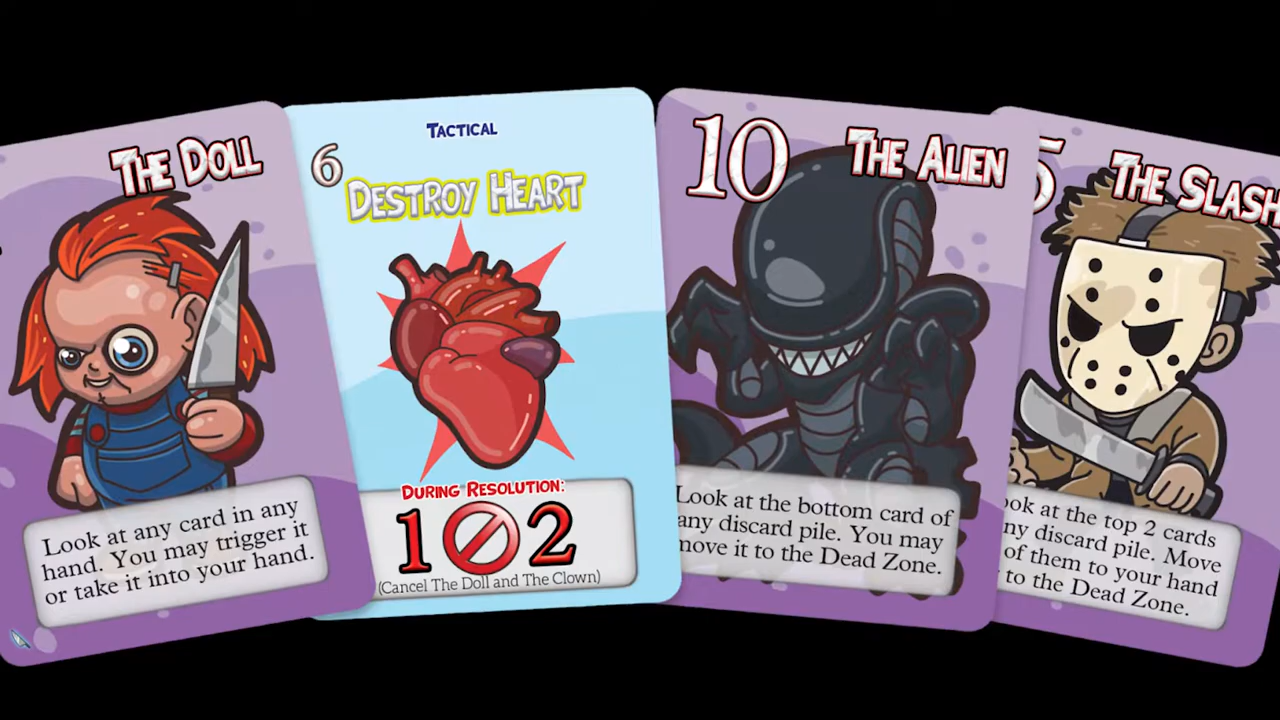 THE DOLL
Look at any card in any
hand. You may trigger it
or take it into your hand.
TACTICAL
6
DESTROY HEART
DURING RESOLUTION:
1 2
(Cancel The Doll and The Clown)
10
THE ALIEN
Look at the bottom card of
any discard pile. You may
move it to the Dead Zone.
THE SLASH
ook at the top 2 cards
ny discard pile. Move
of them to your hand
to the Dead Zone.